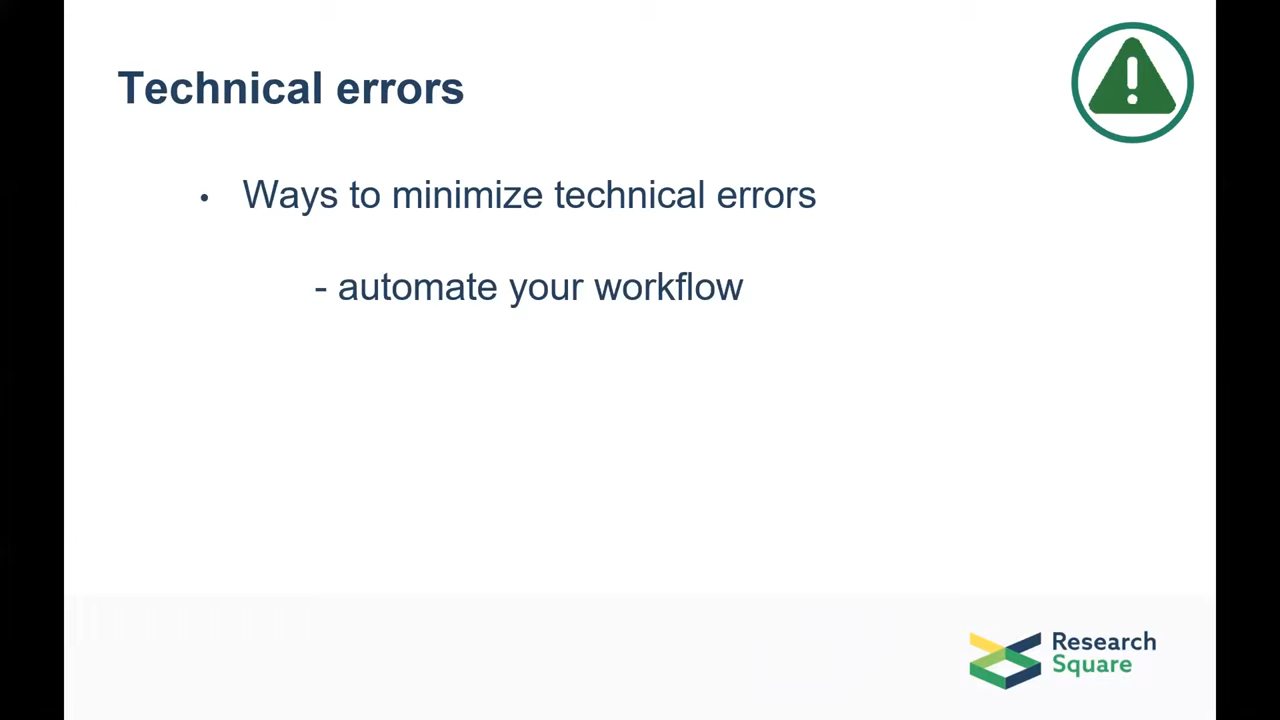 Technical errors
• Ways to minimize technical errors
- automate your workflow
Research
Square